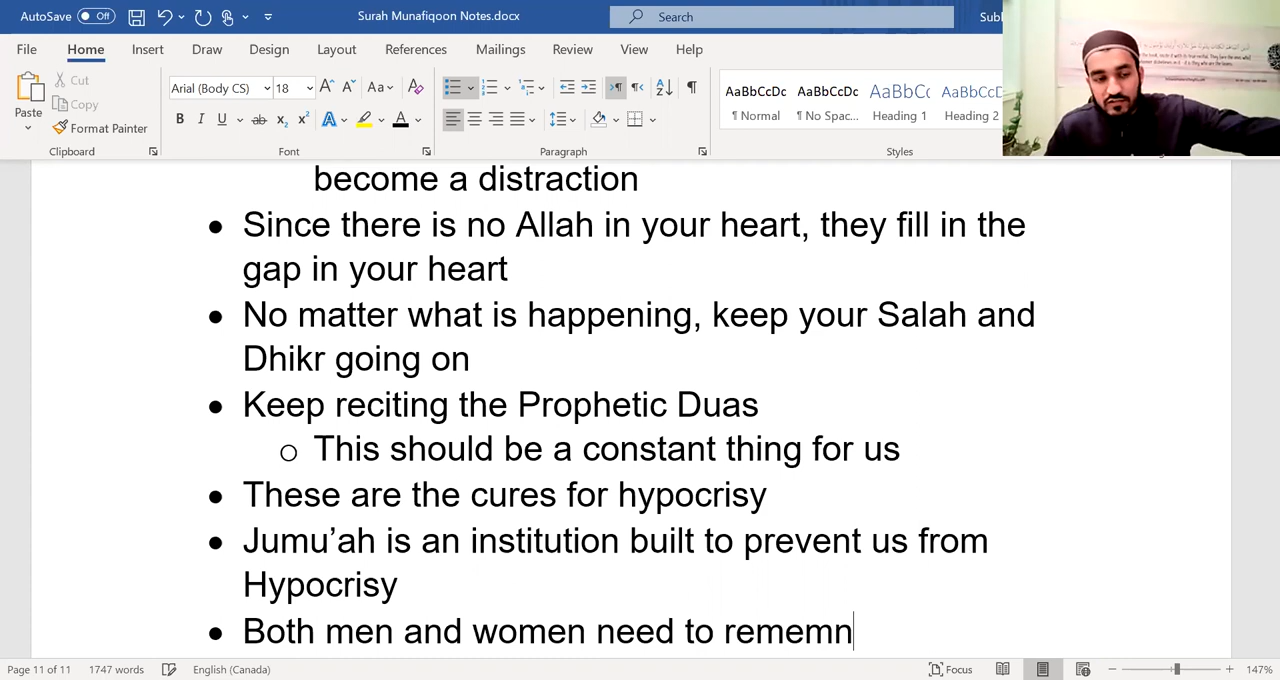 AutoSave Off Surah Munafiqoon Notes.docx Search Subl
File Home Insert Draw Design Layout References Mailings Review View Help
Cut
Copy
Paste
Format Painter
Arial (Body CS) 18 A A Aa A
B I U ab x₂ x² A A
AaBbCcDc AaBbCcDc AaBbC( AaBbCcD
¶ Normal ¶ No Spac... Heading 1 Heading 2
Clipboard Font Paragraph Styles
become a distraction
• Since there is no Allah in your heart, they fill in the
gap in your heart
• No matter what is happening, keep your Salah and
Dhikr going on
• Keep reciting the Prophetic Duas
o This should be a constant thing for us
• These are the cures for hypocrisy
• Jumu’ah is an institution built to prevent us from
Hypocrisy
• Both men and women need to rememn
Page 11 of 11 1747 words English (Canada) Focus 147%